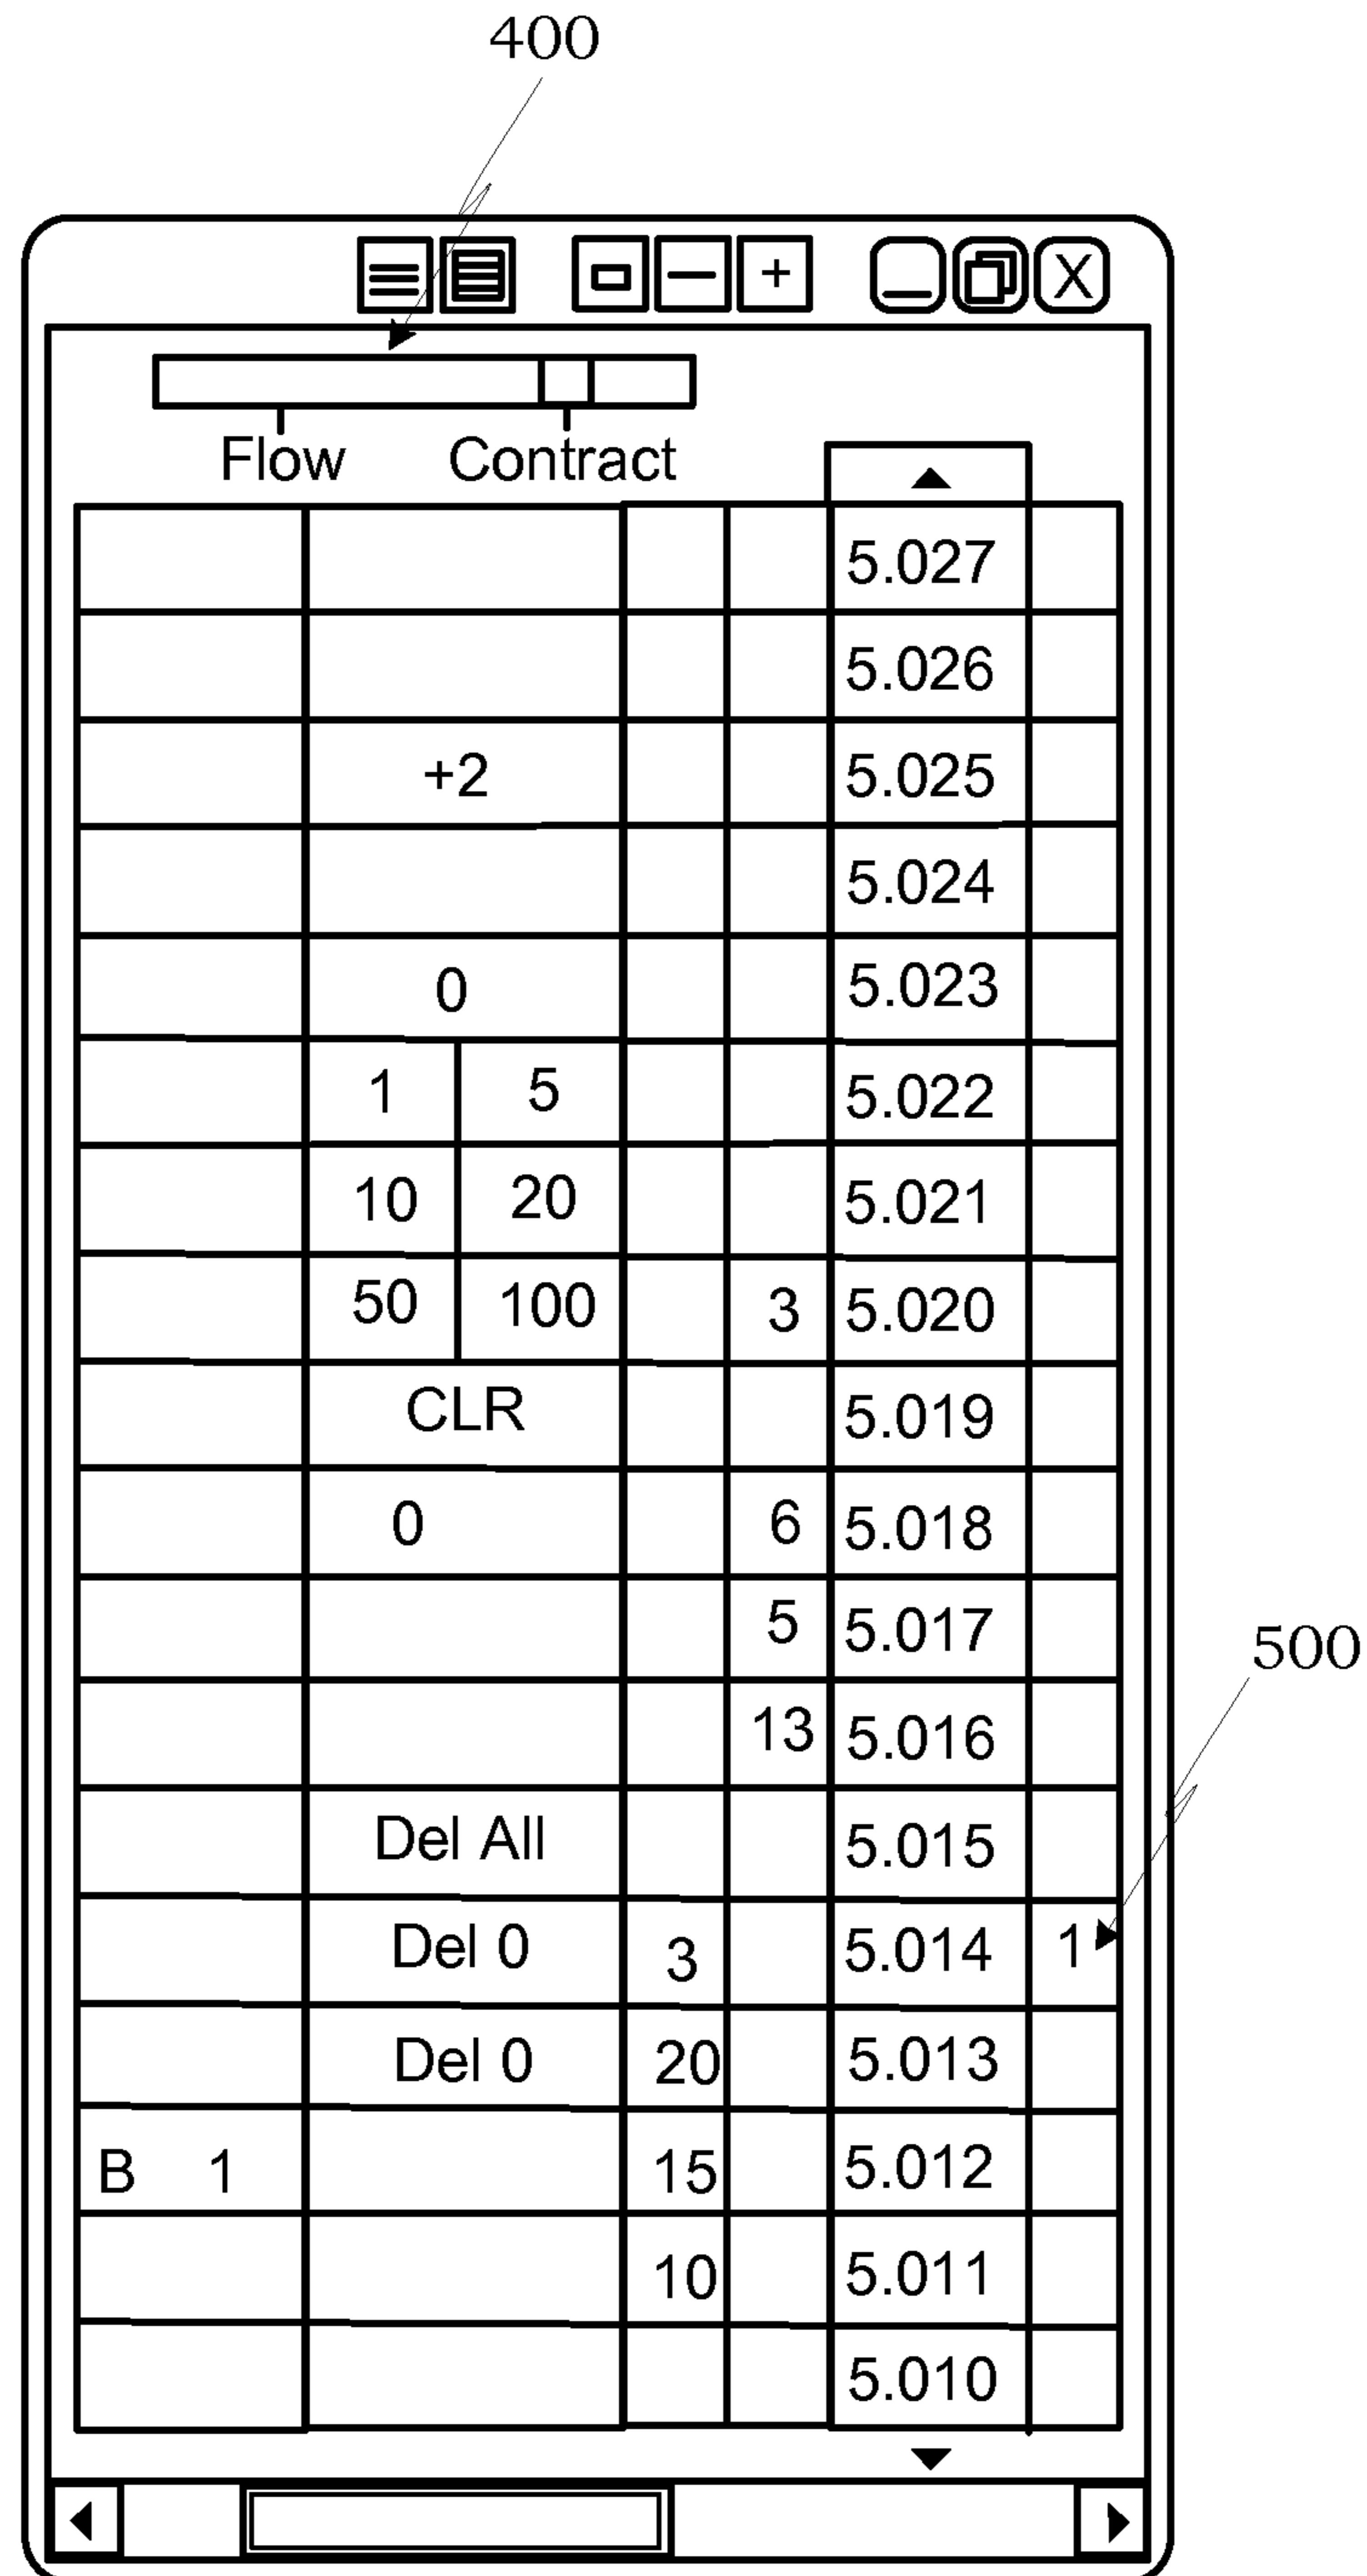 400
X
Flow Contract
5.027
5.026
+2 5.025
5.024
0 5.023
1 5 5.022
10 20 5.021
50 100 3 5.020
CLR 5.019
0 6 5.018
5 5.017
13 5.016
500
Del All 5.015
Del 0 3 5.014 1
Del 0 20 5.013
B 1 15 5.012
10 5.011
5.010